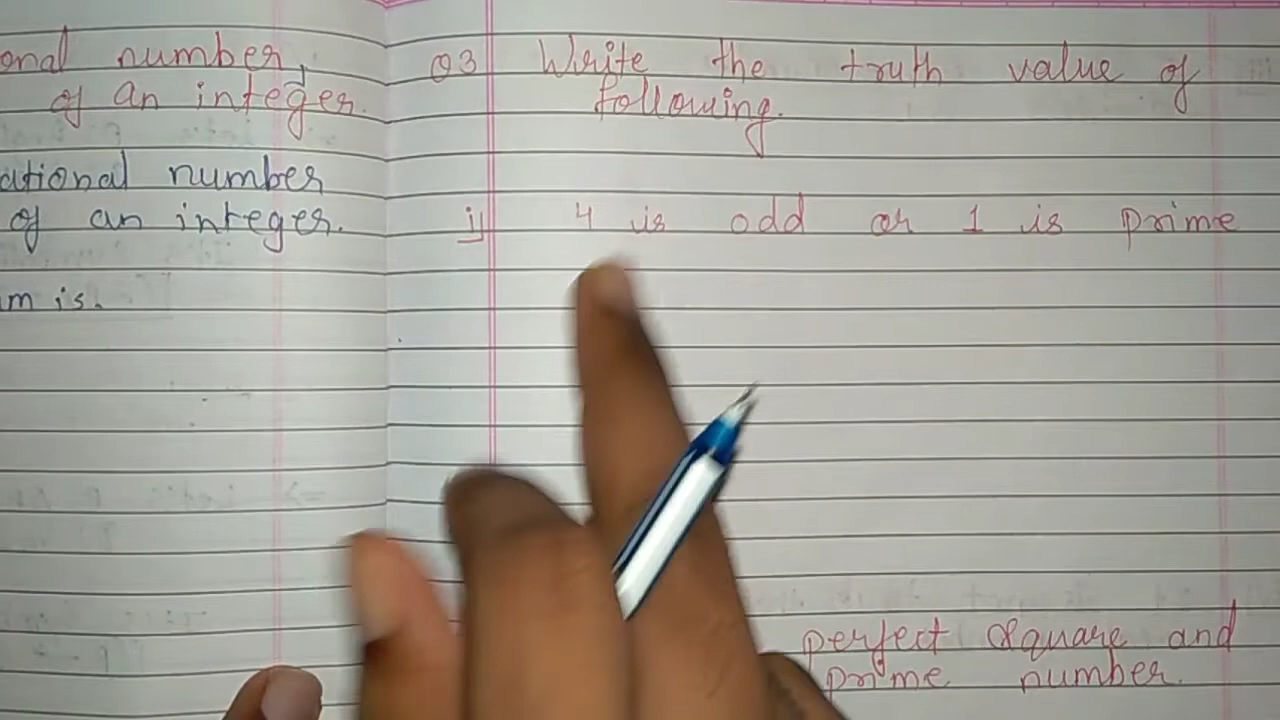 onal number,
of an integer.
ational number
of an integer.
m is.
Q3 Write the truth value of
following.
i) 4 is odd or 1 is prime
perfect square and
prime number.